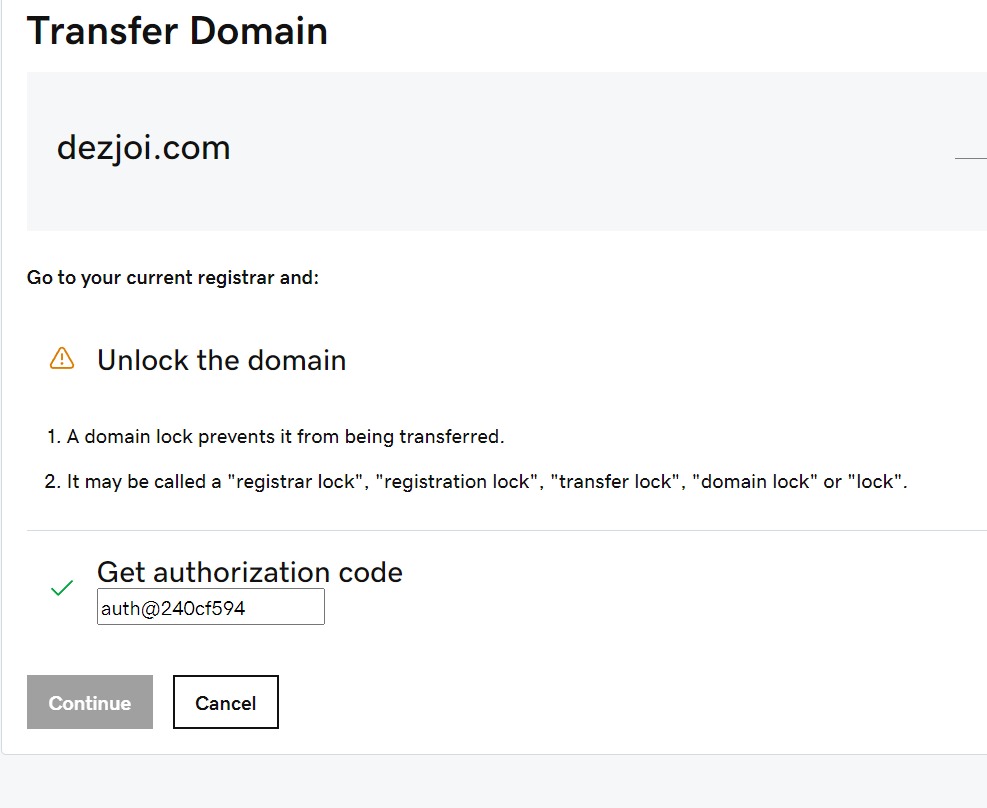 Transfer Domain
dezjoi.com
Go to your current registrar and:
Unlock the domain
1. A domain lock prevents it from being transferred.
2. It may be called a "registrar lock", "registration lock", "transfer lock", "domain lock" or "lock".
Get authorization code
auth@240cf594
Continue
Cancel